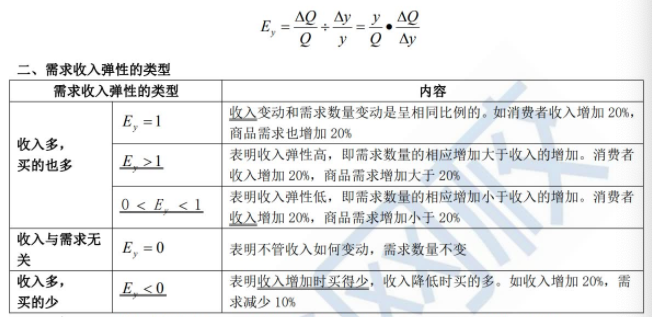 E_y = ΔQ/Q ÷ Δy/y = y/Q • ΔQ/Δy
二、需求收入弹性的类型
需求收入弹性的类型 内容
收入多，
买的也多
E_y =1
收入变动和需求数量变动是呈相同比例的。如消费者收入增加 20%，
商品需求也增加 20%
E_y >1
表明收入弹性高，即需求数量的相应增加大于收入的增加。消费者
收入增加 20%，商品需求增加大于 20%
0 < E_y < 1
表明收入弹性低，即需求数量的相应增加小于收入的增加。消费者
收入增加 20%，商品需求增加小于 20%
收入与需求无
关
E_y = 0
表明不管收入如何变动，需求数量不变
收入多，
买的少
E_y <0
表明收入增加时买得少，收入降低时买的多。如收入增加 20%，需
求减少 10%
网校